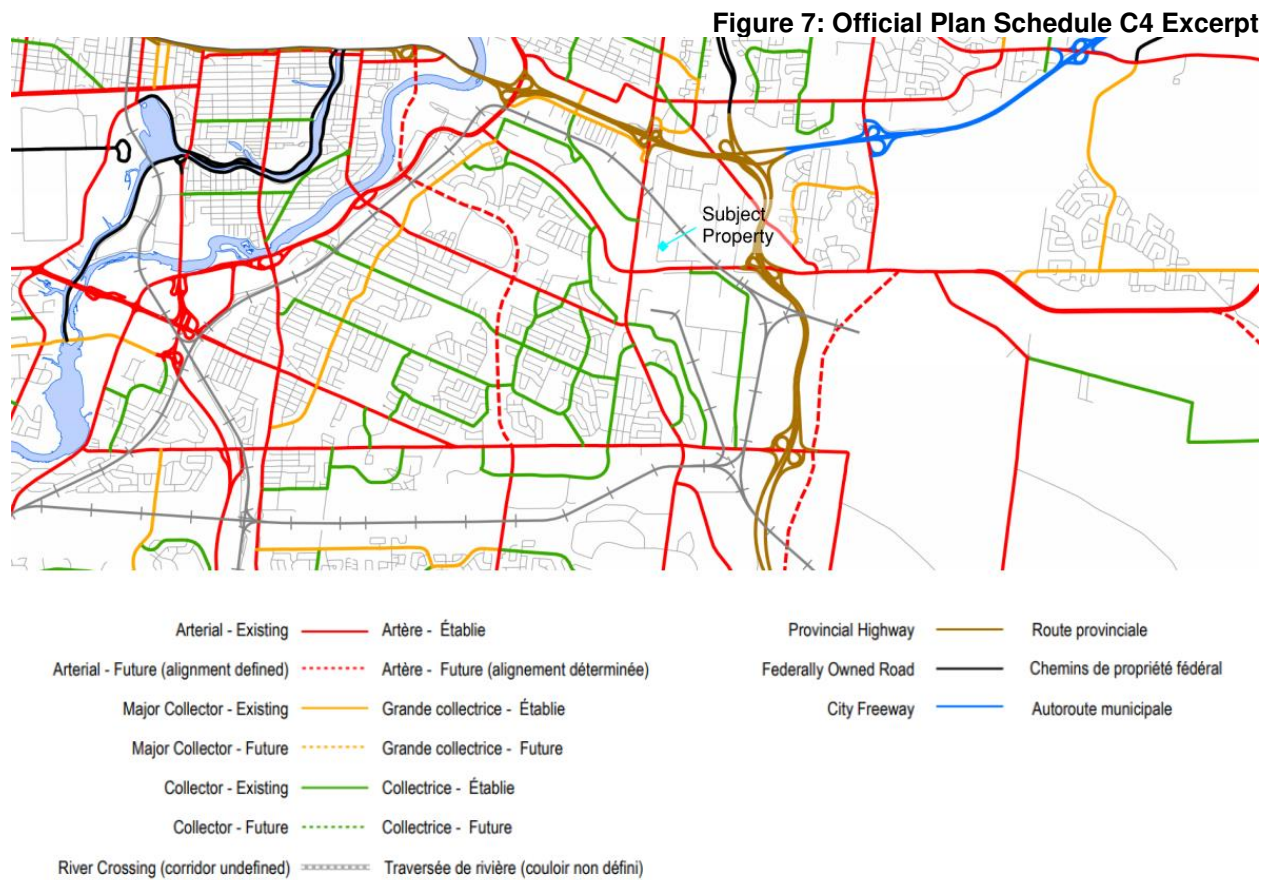 Figure 7: Official Plan Schedule C4 Excerpt
Subject
Property
Arterial - Existing Artère - Établie
Arterial - Future (alignment defined) Artère - Future (alignement déterminée)
Major Collector - Existing Grande collectrice - Établie
Major Collector - Future Grande collectrice - Future
Collector - Existing Collectrice - Établie
Collector - Future Collectrice - Future
River Crossing (corridor undefined) Traversée de rivière (couloir non défini)
Provincial Highway Route provinciale
Federally Owned Road Chemins de propriété fédéral
City Freeway Autoroute municipale